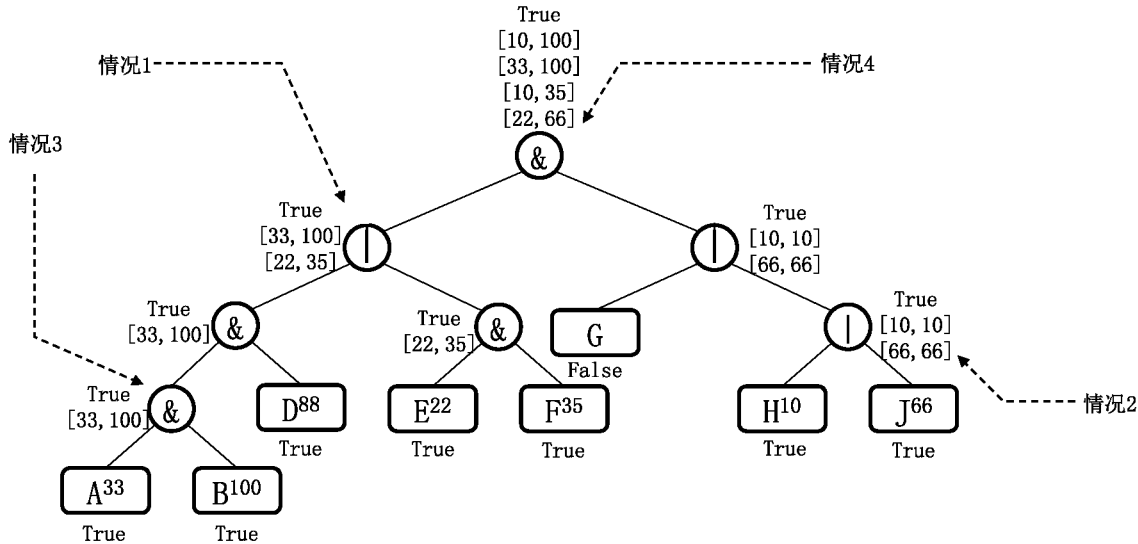 True
[10, 100]
[33, 100]
[10, 35]
[22, 66]
情况1
情况4
情况3
&
True
[33, 100]
[22, 35]
|
|
True
[10, 10]
[66, 66]
True
[33, 100]
&
True
[22, 35]
&
G
False
|
True
[10, 10]
[66, 66]
True
[33, 100]
&
D88
True
E22
True
F35
True
H10
True
J66
True
情况2
A33
True
B100
True